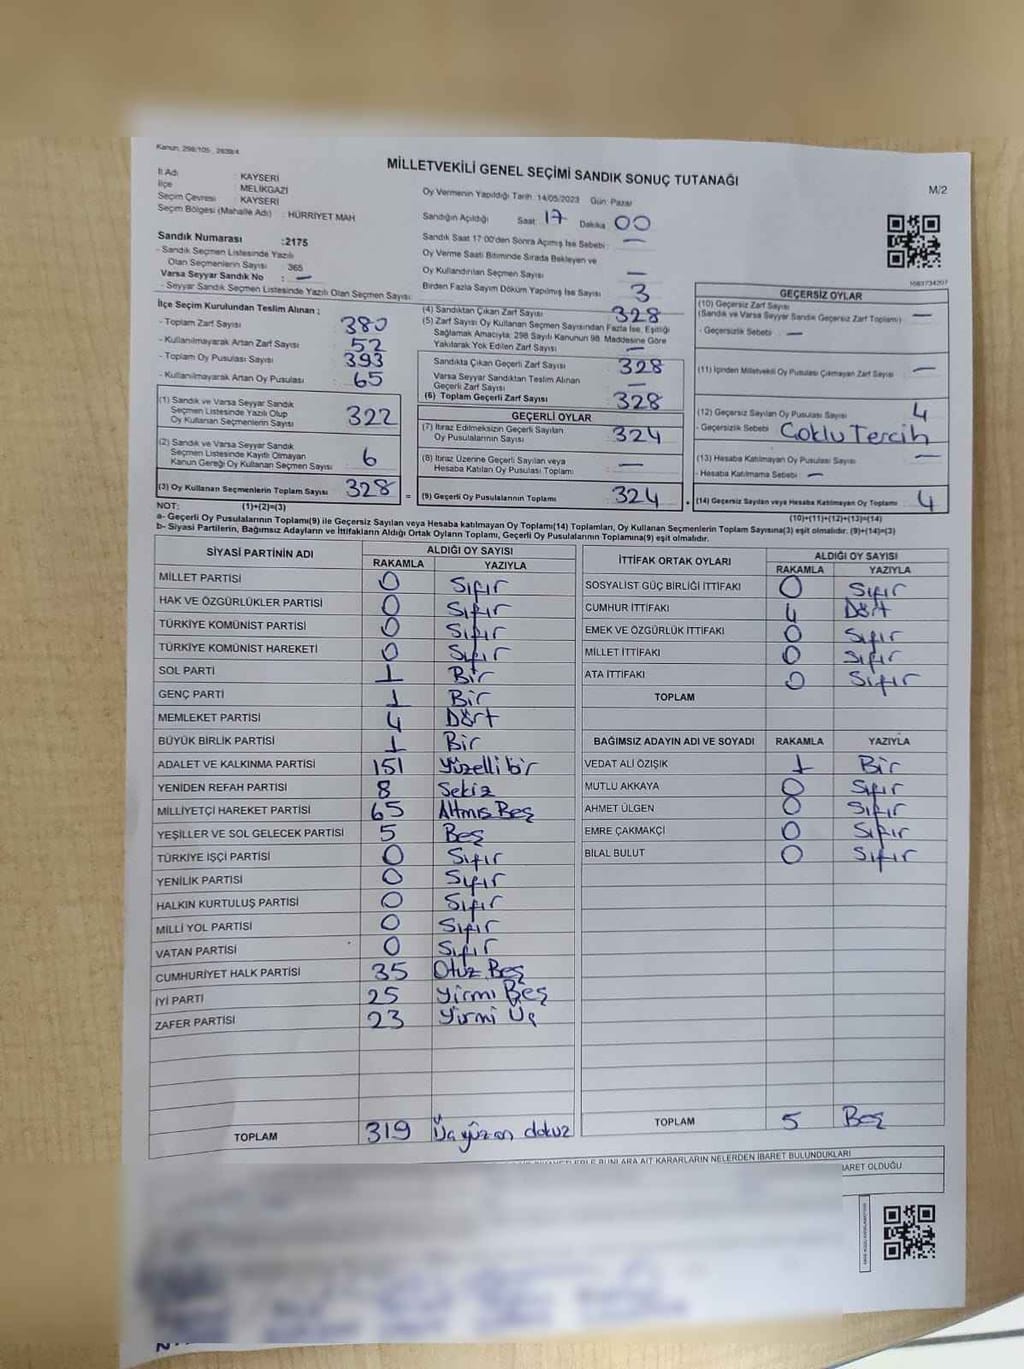 Kanun: 298/105 , 2839/4
MİLLETVEKİLİ GENEL SEÇİMİ SANDIK SONUÇ TUTANAĞI
M/2
İl Adı : KAYSERİ
İlçe : MELİKGAZİ
Seçim Çevresi : KAYSERİ
Seçim Bölgesi (Mahalle Adı) : HÜRRİYET MAH
Sandık Numarası :2175
- Sandık Seçmen Listesinde Yazılı
Olan Seçmenlerin Sayısı 365
Varsa Seyyar Sandık No : —
- Seyyar Sandık Seçmen Listesinde Yazılı Olan Seçmen Sayısı:
Oy Vermenin Yapıldığı Tarih: 14/05/2023 Gün: Pazar
Sandığın Açıldığı Saat: 17 Dakika 00
Sandık Saat 17:00'den Sonra Açılmış İse Sebebi: —
Oy Verme Saati Bitiminde Sırada Bekleyen ve
Oy Kullandırılan Seçmen Sayısı —
Birden Fazla Sayım Döküm Yapılmış İse Sayısı 3
İlçe Seçim Kurulundan Teslim Alınan ;
- Toplam Zarf Sayısı 380
- Kullanılmayarak Artan Zarf Sayısı 52
- Toplam Oy Pusulası Sayısı 393
- Kullanılmayarak Artan Oy Pusulası 65
(1) Sandık ve Varsa Seyyar Sandık
Seçmen Listesinde Yazılı Olup
Oy Kullanan Seçmenlerin Sayısı 322
(2) Sandık ve Varsa Seyyar Sandık
Seçmen Listesinde Kayıtlı Olmayan
Kanun Gereği Oy Kullanan Seçmen Sayısı 6
(3) Oy Kullanan Seçmenlerin Toplam Sayısı 328
(4) Sandıktan Çıkan Zarf Sayısı 328
(5) Zarf Sayısı Oy Kullanan Seçmen Sayısından Fazla İse, Eşitliği
Sağlamak Amacıyla, 298 Sayılı Kanunun 98. Maddesine Göre
Yakılarak Yok Edilen Zarf Sayısı —
Sandıkta Çıkan Geçerli Zarf Sayısı 328
Varsa Seyyar Sandıktan Teslim Alınan
Geçerli Zarf Sayısı —
(6) Toplam Geçerli Zarf Sayısı 328
GEÇERLİ OYLAR
(7) İtiraz Edilmeksizin Geçerli Sayılan
Oy Pusulalarının Sayısı 324
(8) İtiraz Üzerine Geçerli Sayılan veya
Hesaba Katılan Oy Pusulası Toplamı —
= (9) Geçerli Oy Pusulalarının Toplamı 324
GEÇERSİZ OYLAR
(10) Geçersiz Zarf Sayısı
(Sandık ve Varsa Seyyar Sandık Geçersiz Zarf Toplamı) —
- Geçersizlik Sebebi : —
(11) İçinden Milletvekili Oy Pusulası Çıkmayan Zarf Sayısı —
(12) Geçersiz Sayılan Oy Pusulası Sayısı 4
- Geçersizlik Sebebi Çoklu Tercih
(13) Hesaba Katılmayan Oy Pusulası Sayısı —
- Hesaba Katılmama Sebebi : —
+ (14) Geçersiz Sayılan veya Hesaba Katılmayan Oy Toplamı 4
NOT: (1)+(2)=(3) (10)+(11)+(12)+(13)=(14)
a- Geçerli Oy Pusulalarının Toplamı(9) ile Geçersiz Sayılan veya Hesaba katılmayan Oy Toplamı(14) Toplamları, Oy Kullanan Seçmenlerin Toplam Sayısına(3) eşit olmalıdır. (9)+(14)=(3)
b- Siyasi Partilerin, Bağımsız Adayların ve İttifakların Aldığı Ortak Oyların Toplamı, Geçerli Oy Pusulalarının Toplamına(9) eşit olmalıdır.
SİYASİ PARTİNİN ADI ALDIĞI OY SAYISI
RAKAMLA YAZIYLA
MİLLET PARTİSİ 0 Sıfır
HAK VE ÖZGÜRLÜKLER PARTİSİ 0 Sıfır
TÜRKİYE KOMÜNİST PARTİSİ 0 Sıfır
TÜRKİYE KOMÜNİST HAREKETİ 0 Sıfır
SOL PARTİ 1 Bir
GENÇ PARTİ 1 Bir
MEMLEKET PARTİSİ 4 Dört
BÜYÜK BİRLİK PARTİSİ 1 Bir
ADALET VE KALKINMA PARTİSİ 151 Yüzellibir
YENİDEN REFAH PARTİSİ 8 Sekiz
MİLLİYETÇİ HAREKET PARTİSİ 65 Altmış Beş
YEŞİLLER VE SOL GELECEK PARTİSİ 5 Beş
TÜRKİYE İŞÇİ PARTİSİ 0 Sıfır
YENİLİK PARTİSİ 0 Sıfır
HALKIN KURTULUŞ PARTİSİ 0 Sıfır
MİLLİ YOL PARTİSİ 0 Sıfır
VATAN PARTİSİ 0 Sıfır
CUMHURİYET HALK PARTİSİ 35 Otuz Beş
İYİ PARTİ 25 Yirmi Beş
ZAFER PARTİSİ 23 Yirmi Üç
TOPLAM 319 Üçyüz on dokuz
İTTİFAK ORTAK OYLARI ALDIĞI OY SAYISI
RAKAMLA YAZIYLA
SOSYALİST GÜÇ BİRLİĞİ İTTİFAKI 0 Sıfır
CUMHUR İTTİFAKI 4 Dört
EMEK VE ÖZGÜRLÜK İTTİFAKI 0 Sıfır
MİLLET İTTİFAKI 0 Sıfır
ATA İTTİFAKI 0 Sıfır
TOPLAM
BAĞIMSIZ ADAYIN ADI VE SOYADI RAKAMLA YAZIYLA
VEDAT ALİ ÖZIŞIK 1 Bir
MUTLU AKKAYA 0 Sıfır
AHMET ÜLGEN 0 Sıfır
EMRE ÇAKMAKÇİ 0 Sıfır
BİLAL BULUT 0 Sıfır
TOPLAM 5 Beş
BUNLARA AİT KARARLARIN NELERDEN İBARET BULUNDUKLARI
İBARET OLDUĞU